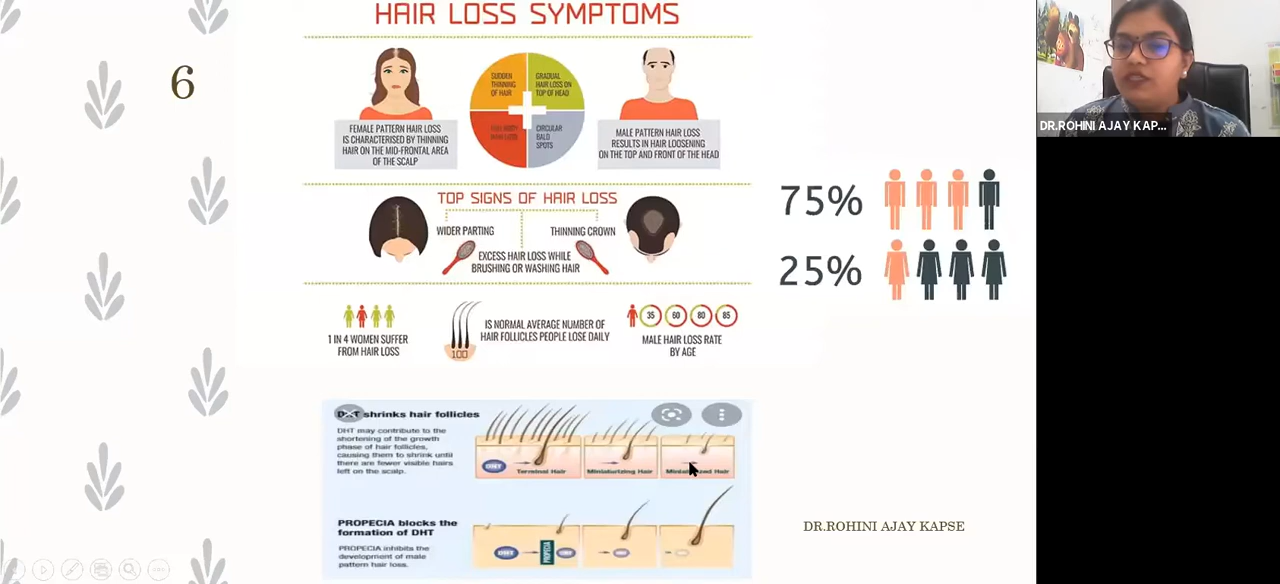 HAIR LOSS SYMPTOMS
6
SUDDEN
THINNING
OF HAIR
GRADUAL
HAIR LOSS ON
TOP OF HEAD
CIRCULAR
BALD
SPOTS
FEMALE PATTERN HAIR LOSS
IS CHARACTERISED BY THINNING
HAIR ON THE MID-FRONTAL AREA
OF THE SCALP
MALE PATTERN HAIR LOSS
RESULTS IN HAIR LOOSENING
ON THE TOP AND FRONT OF THE HEAD
TOP SIGNS OF HAIR LOSS
WIDER PARTING
THINNING CROWN
EXCESS HAIR LOSS WHILE
BRUSHING OR WASHING HAIR
1 IN 4 WOMEN SUFFER
FROM HAIR LOSS
100
IS NORMAL AVERAGE NUMBER OF
HAIR FOLLICLES PEOPLE LOSE DAILY
35 60 80 85
MALE HAIR LOSS RATE
BY AGE
75%
25%
DR.ROHINI AJAY KAP...
shrinks hair follicles
DHT may contribute to the
shortening of the growth
phase of hair follicles,
causing them to shrink until
there are fewer visible hairs
left on the scalp.
DHT
Terminal Hair
Miniaturizing Hair
Hair
PROPECIA blocks the
formation of DHT
PROPECIA inhibits the
development of male
pattern hair loss.
DHT
PROPECIA
DHT
DR.ROHINI AJAY KAPSE